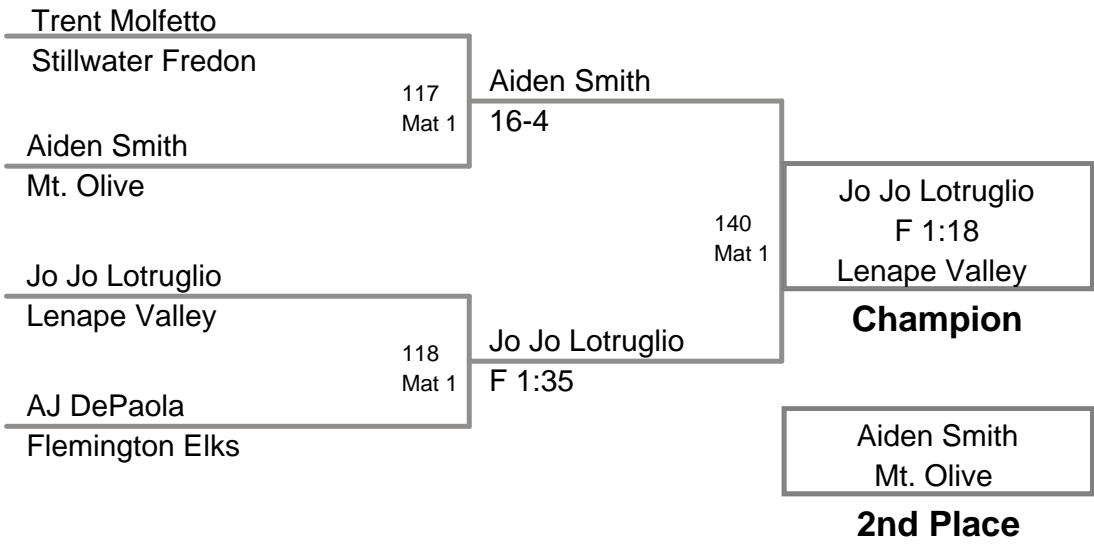 Trent Molfetto
Stillwater Fredon
117
Mat 1
Aiden Smith
Mt. Olive
Aiden Smith
16-4
Jo Jo Lotruglio
Lenape Valley
118
Mat 1
AJ DePaola
Flemington Elks
Jo Jo Lotruglio
F 1:35
140
Mat 1
Jo Jo Lotruglio
F 1:18
Lenape Valley
Champion
Aiden Smith
Mt. Olive
2nd Place